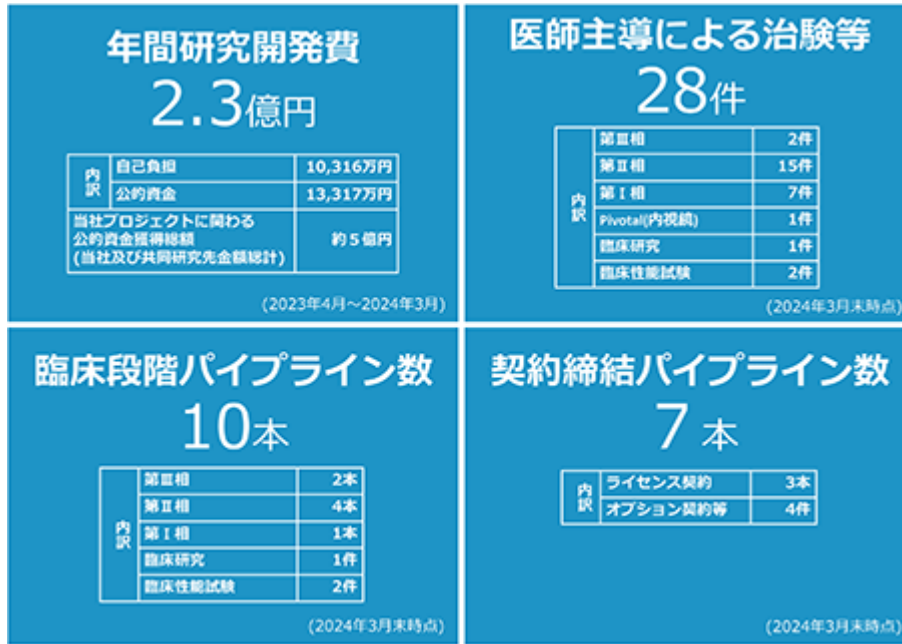 年間研究開発費
2.3億円
内訳
自己負担 10,316万円
公的資金 13,317万円
当社プロジェクトに関わる
公的資金獲得総額
(当社及び共同研究先金額総計)
約5億円
(2023年4月~2024年3月)
医師主導による治験等
28件
内訳
第Ⅲ相 2件
第Ⅱ相 15件
第Ⅰ相 7件
Pivotal(内視鏡) 1件
臨床研究 1件
臨床性能試験 2件
(2024年3月末時点)
臨床段階パイプライン数
10本
内訳
第Ⅲ相 2本
第Ⅱ相 4本
第Ⅰ相 1本
臨床研究 1件
臨床性能試験 2件
(2024年3月末時点)
契約締結パイプライン数
7本
内訳
ライセンス契約 3本
オプション契約等 4件
(2024年3月末時点)